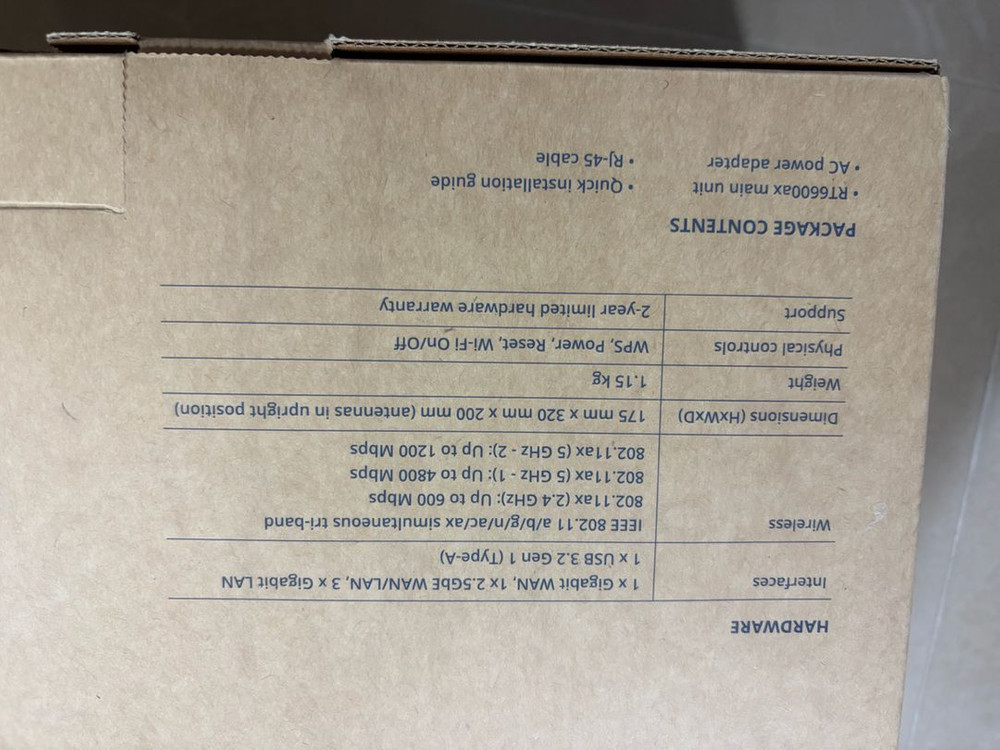 HARDWARE
Interfaces 1 x Gigabit WAN, 1x 2.5GbE WAN/LAN, 3 x Gigabit LAN
1 x USB 3.2 Gen 1 (Type-A)
Wireless IEEE 802.11 a/b/g/n/ac/ax simultaneous tri-band
802.11ax (2.4 GHz): Up to 600 Mbps
802.11ax (5 GHz - 1): Up to 4800 Mbps
802.11ax (5 GHz - 2): Up to 1200 Mbps
Dimensions (HxWxD) 175 mm x 320 mm x 200 mm (antennas in upright position)
Weight 1.15 kg
Physical controls WPS, Power, Reset, Wi-Fi On/Off
Support 2-year limited hardware warranty
PACKAGE CONTENTS
• RT6600ax main unit • Quick installation guide
• AC power adapter • RJ-45 cable